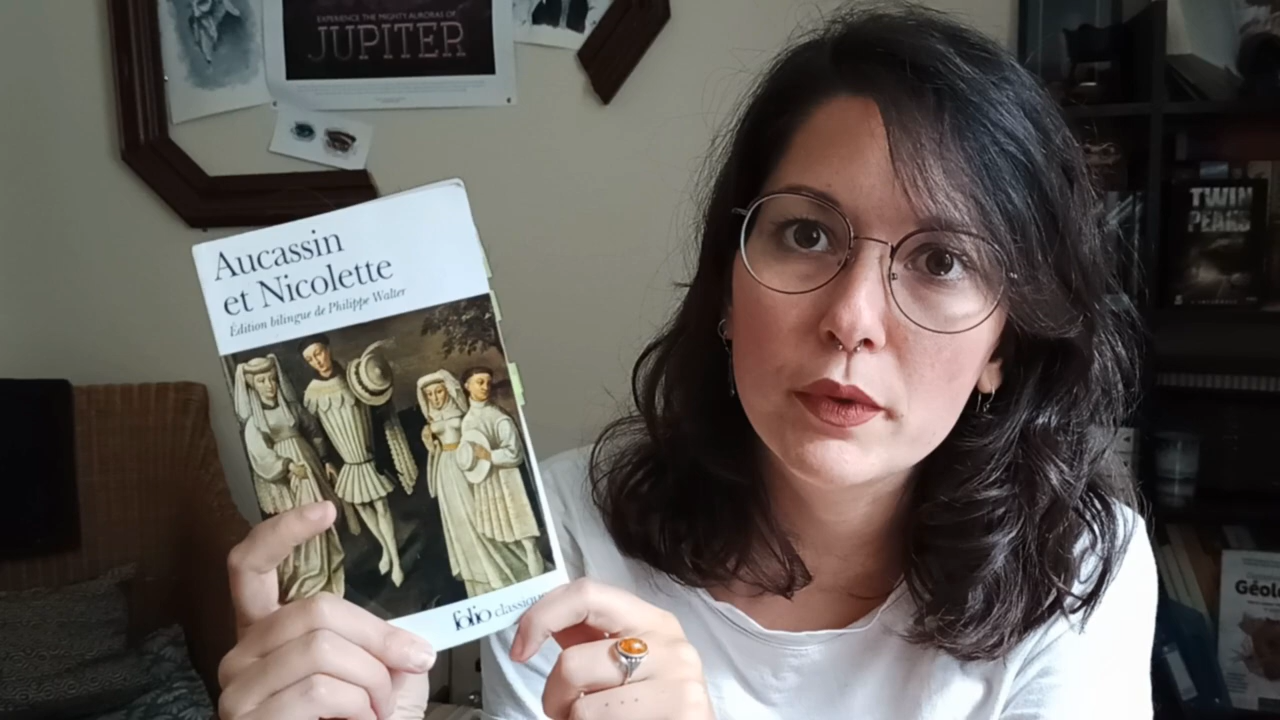 EXPERIENCE THE MIGHTY AURORAS OF
JUPITER
Aucassin
et Nicolette
Édition bilingue de Philippe Walter
folio classique
TWIN
PEAKS
Géol